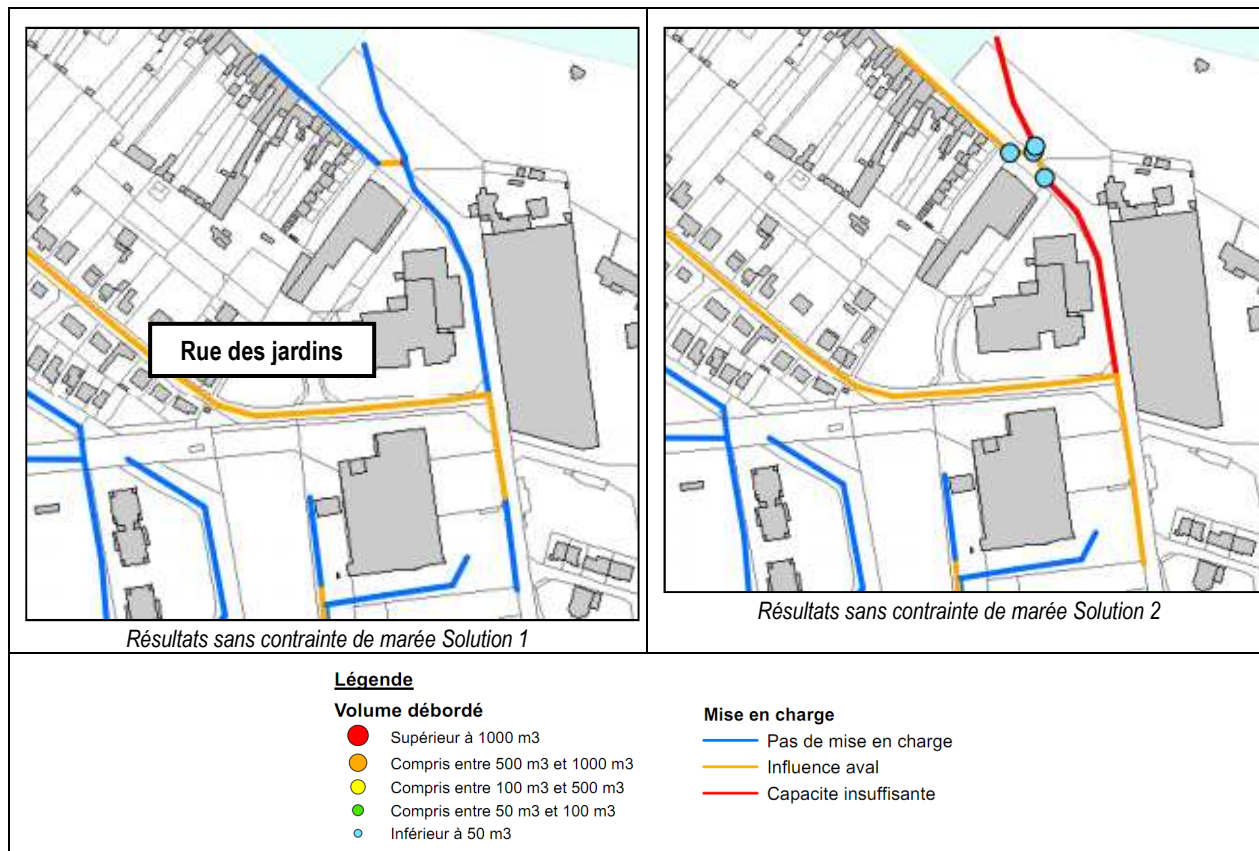 Rue des jardins
Résultats sans contrainte de marée Solution 1
Résultats sans contrainte de marée Solution 2
Légende
Volume débordé
Supérieur à 1000 m3
Compris entre 500 m3 et 1000 m3
Compris entre 100 m3 et 500 m3
Compris entre 50 m3 et 100 m3
Inférieur à 50 m3
Mise en charge
Pas de mise en charge
Influence aval
Capacite insuffisante